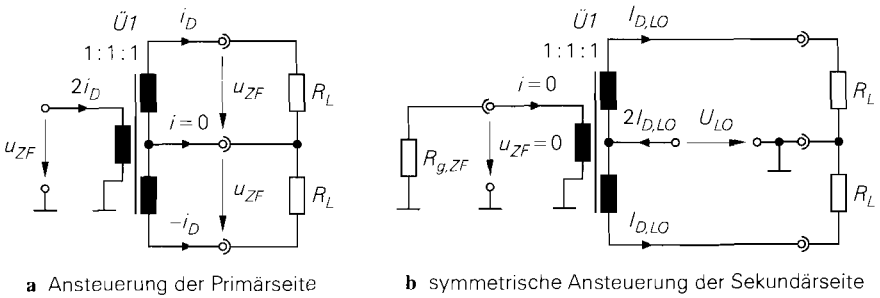 Ü1
1:1:1
i_D
2i_D
u_ZF
R_L
i=0
u_ZF
u_ZF
R_L
-i_D
a Ansteuerung der Primärseite
Ü1
1:1:1
I_D,LO
i=0
R_L
2I_D,LO
U_LO
R_g,ZF
u_ZF=0
R_L
I_D,LO
b symmetrische Ansteuerung der Sekundärseite